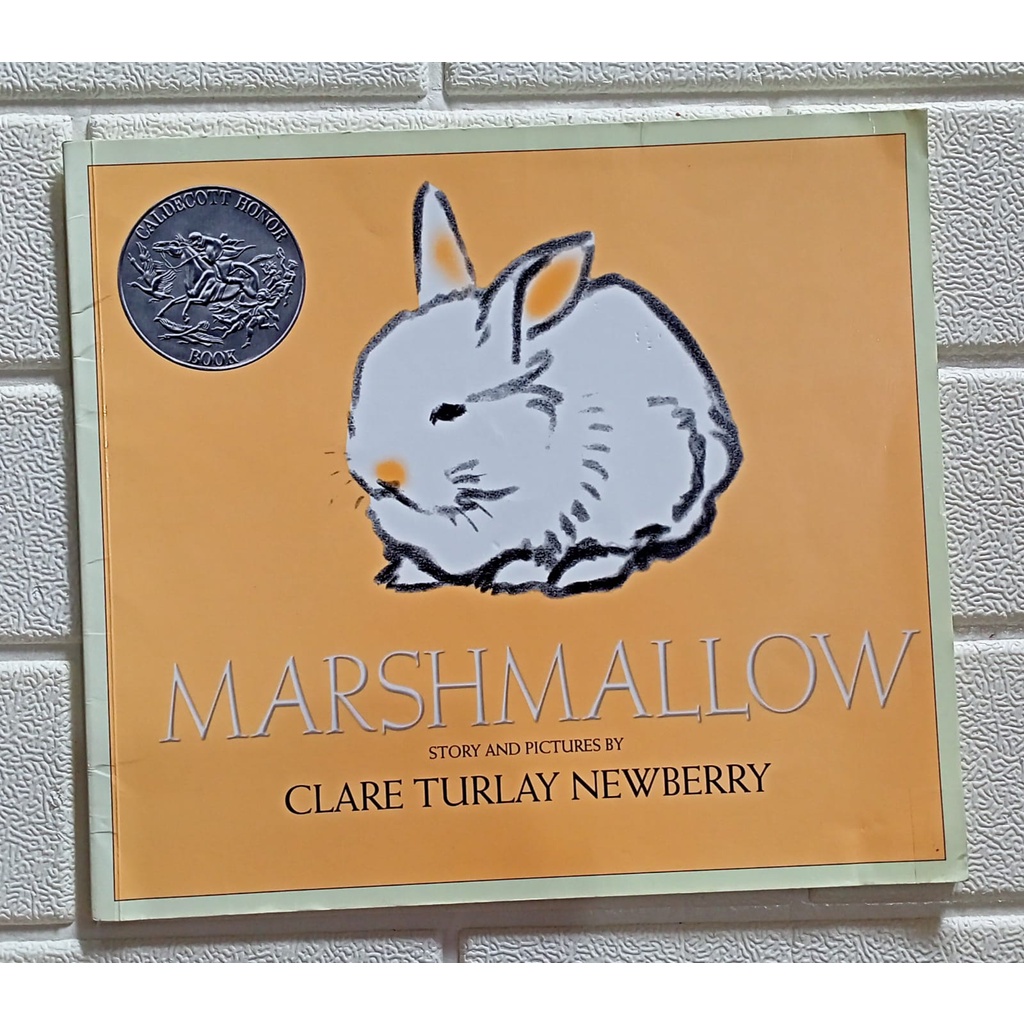 CALDECOTT HONOR
BOOK
MARSHMALLOW
STORY AND PICTURES BY
CLARE TURLAY NEWBERRY